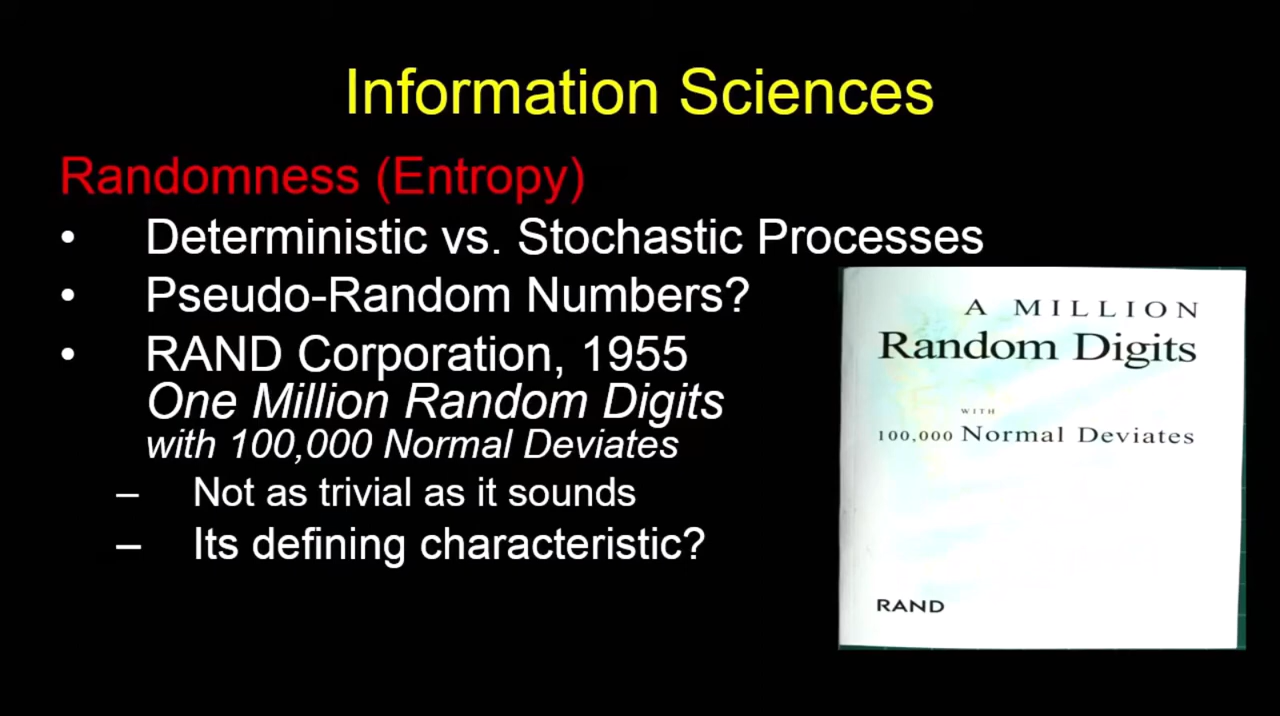 Information Sciences
Randomness (Entropy)
• Deterministic vs. Stochastic Processes
• Pseudo-Random Numbers?
• RAND Corporation, 1955
One Million Random Digits
with 100,000 Normal Deviates
– Not as trivial as it sounds
– Its defining characteristic?
A MILLION
Random Digits
WITH
100,000 Normal Deviates
RAND